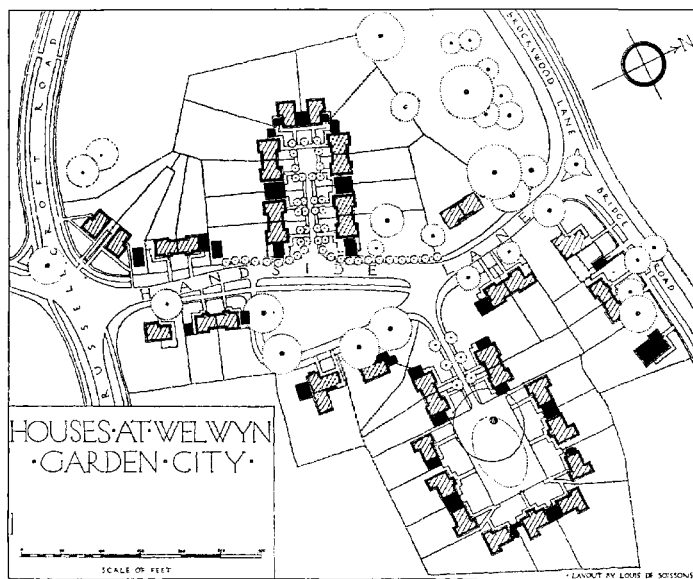 RUSSELLCROFT ROAD
BROCKSWOOD LANE
N
BRIDGE ROAD
HANDSIDE LANE
HOUSES·AT·WELWYN
·GARDEN·CITY·
SCALE OF FEET
·LAYOUT BY LOUIS DE SOISSONS·